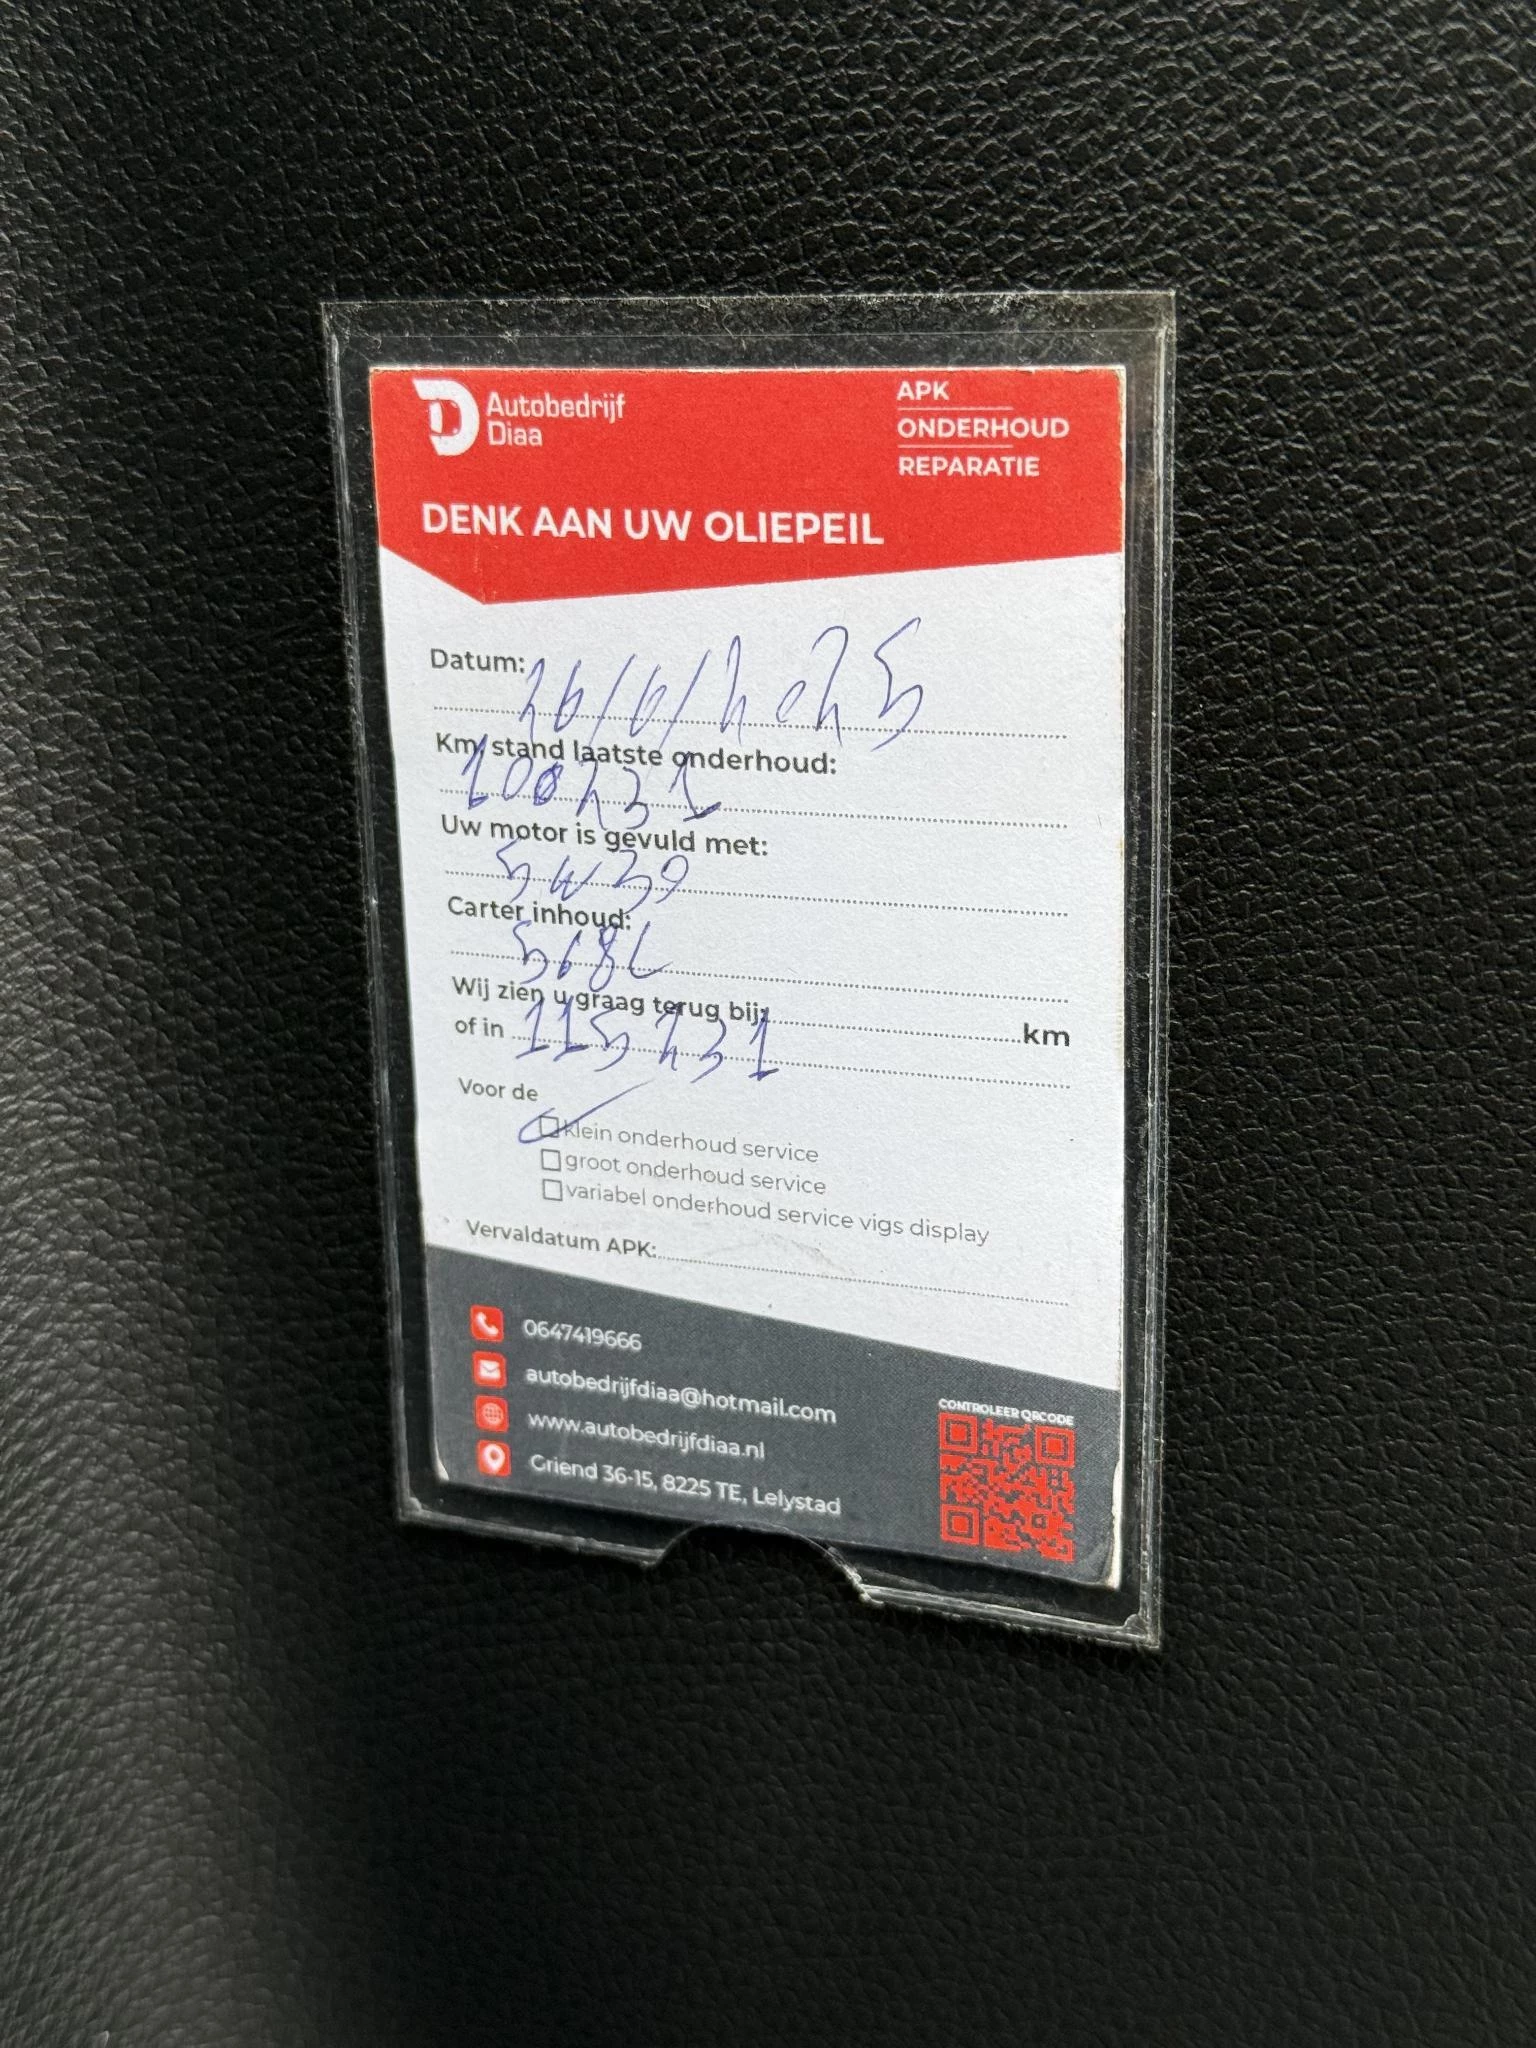 Autobedrijf
Diaa
APK
ONDERHOUD
REPARATIE
DENK AAN UW OLIEPEIL
Datum: 26/6/2025
Km. stand laatste onderhoud:
100231
Uw motor is gevuld met:
5W30
Carter inhoud:
568L
Wij zien u graag terug bij: km
of in 115231
Voor de
klein onderhoud service
groot onderhoud service
variabel onderhoud service vigs display
Vervaldatum APK:
0647419666
autobedrijfdiaa@hotmail.com
www.autobedrijfdiaa.nl
Griend 36-15, 8225 TE, Lelystad
CONTROLEER QRCODE